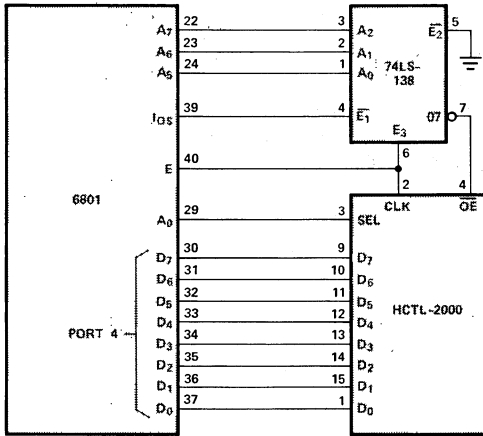 A7 22 3 A2 E2 5
A6 23 2 A1
A5 24 1 A0
74LS-
138
IOS 39 4 E1 O7 7
E3
6
E 40
2 4
CLK OE
6801
A0 29 3 SEL
D7 30 9 D7
D6 31 10 D6
D5 32 11 D5
HCTL-2000
PORT 4
D4 33 12 D4
D3 34 13 D3
D2 35 14 D2
D1 36 15 D1
D0 37 1 D0